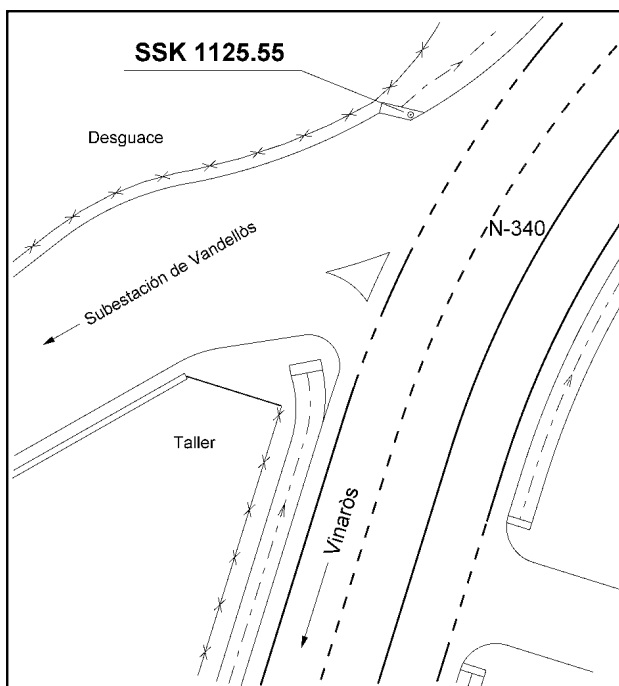 SSK 1125.55
Desguace
N-340
Subestación de Vandellòs
Taller
Vinaròs